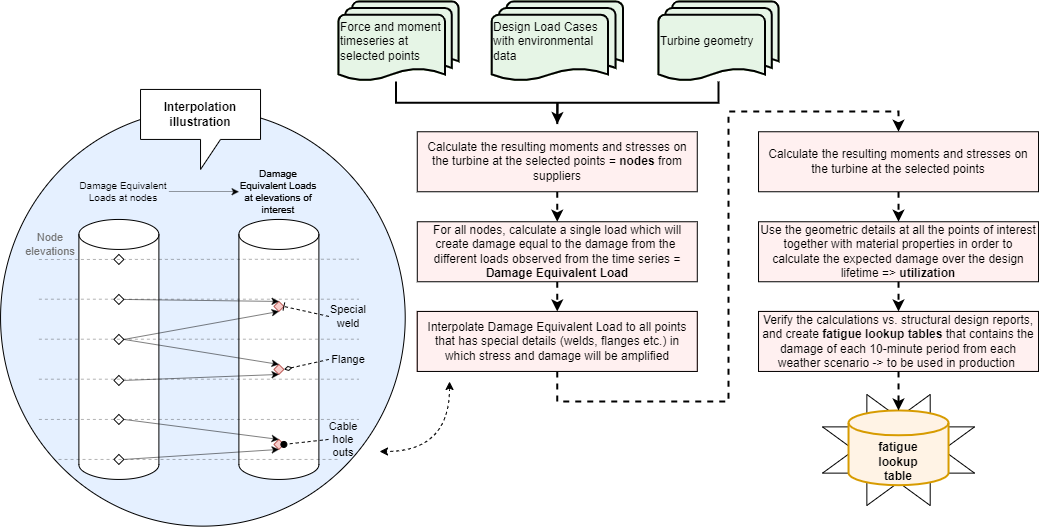 Force and moment
timeseries at
selected points
Design Load Cases
with environmental
data
Turbine geometry
Interpolation
illustration
Damage Equivalent
Loads at nodes
Damage
Equivalent Loads
at elevations of
interest
Node
elevations
Special
weld
Flange
Cable
hole
outs
Calculate the resulting moments and stresses on
the turbine at the selected points = nodes from
suppliers
For all nodes, calculate a single load which will
create damage equal to the damage from the
different loads observed from the time series =
Damage Equivalent Load
Interpolate Damage Equivalent Load to all points
that has special details (welds, flanges etc.) in
which stress and damage will be amplified
Calculate the resulting moments and stresses on
the turbine at the selected points
Use the geometric details at all the points of interest
together with material properties in order to
calculate the expected damage over the design
lifetime => utilization
Verify the calculations vs. structural design reports,
and create fatigue lookup tables that contains the
damage of each 10-minute period from each
weather scenario -> to be used in production
fatigue
lookup
table